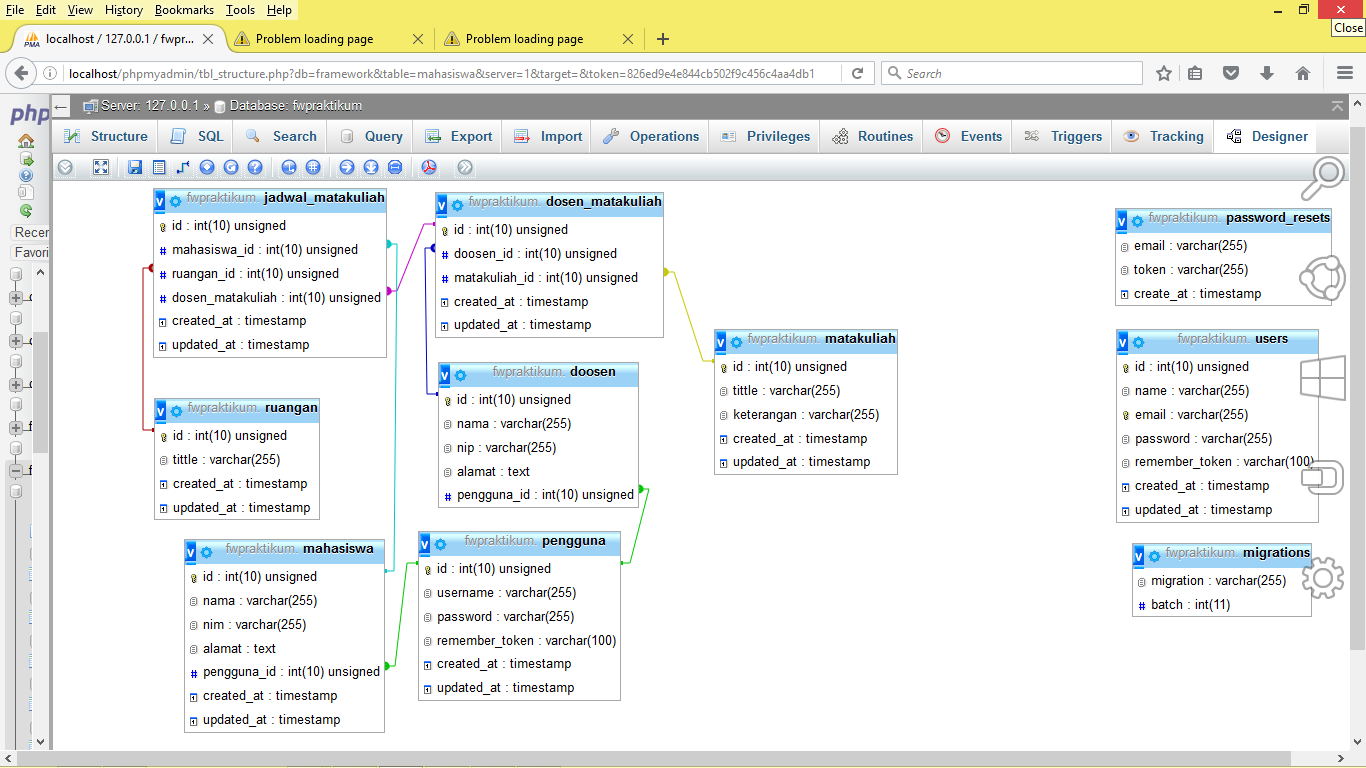 File Edit View History Bookmarks Tools Help
Close
PMA localhost / 127.0.0.1 / fwpr...
Problem loading page
Problem loading page
localhost/phpmyadmin/tbl_structure.php?db=framework&table=mahasiswa&server=1&target=&token=826ed9e4e844cb502f9c456c4aa4db1
Search
php
Recen
Favori
Server: 127.0.0.1 » Database: fwpraktikum
Structure SQL Search Query Export Import Operations Privileges Routines Events Triggers Tracking Designer
fwpraktikum. jadwal_matakuliah
id : int(10) unsigned
mahasiswa_id : int(10) unsigned
ruangan_id : int(10) unsigned
dosen_matakuliah : int(10) unsigned
created_at : timestamp
updated_at : timestamp
fwpraktikum. ruangan
id : int(10) unsigned
tittle : varchar(255)
created_at : timestamp
updated_at : timestamp
fwpraktikum. mahasiswa
id : int(10) unsigned
nama : varchar(255)
nim : varchar(255)
alamat : text
pengguna_id : int(10) unsigned
created_at : timestamp
updated_at : timestamp
fwpraktikum. dosen_matakuliah
id : int(10) unsigned
doosen_id : int(10) unsigned
matakuliah_id : int(10) unsigned
created_at : timestamp
updated_at : timestamp
fwpraktikum. doosen
id : int(10) unsigned
nama : varchar(255)
nip : varchar(255)
alamat : text
pengguna_id : int(10) unsigned
fwpraktikum. pengguna
id : int(10) unsigned
username : varchar(255)
password : varchar(255)
remember_token : varchar(100)
created_at : timestamp
updated_at : timestamp
fwpraktikum. matakuliah
id : int(10) unsigned
tittle : varchar(255)
keterangan : varchar(255)
created_at : timestamp
updated_at : timestamp
fwpraktikum. password_resets
email : varchar(255)
token : varchar(255)
create_at : timestamp
fwpraktikum. users
id : int(10) unsigned
name : varchar(255)
email : varchar(255)
password : varchar(255)
remember_token : varchar(100)
created_at : timestamp
updated_at : timestamp
fwpraktikum. migrations
migration : varchar(255)
batch : int(11)